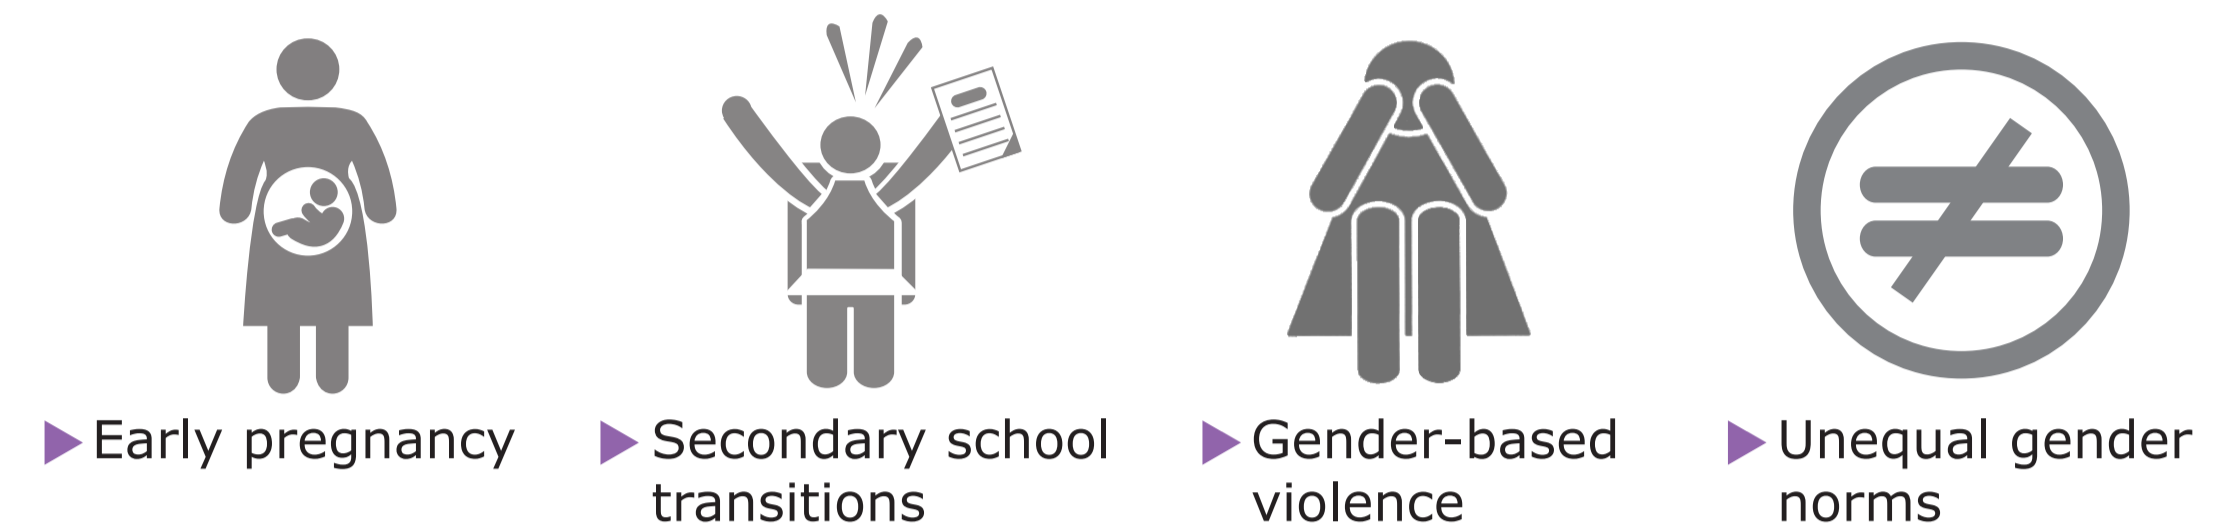 Early pregnancy
Secondary school
transitions
Gender-based
violence
Unequal gender
norms